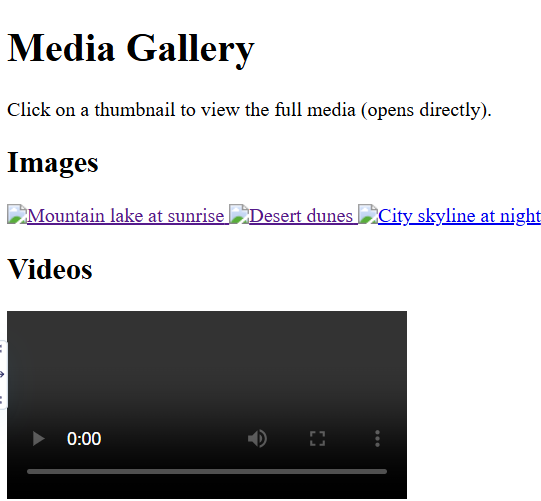 Media Gallery
Click on a thumbnail to view the full media (opens directly).
Images
Mountain lake at sunrise Desert dunes City skyline at night
Videos
0:00